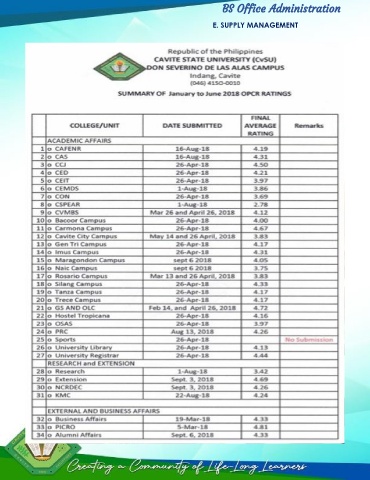 BS Office Administration
E. SUPPLY MANAGEMENT
Republic of the Philippines
CAVITE STATE UNIVERSITY (CvSU)
DON SEVERINO DE LAS ALAS CAMPUS
Indang, Cavite
(046) 4150-0010
SUMMARY OF January to June 2018 OPCR RATINGS
COLLEGE/UNIT DATE SUBMITTED FINAL AVERAGE RATING Remarks
ACADEMIC AFFAIRS
1 o CAFENR 16-Aug-18 4.19
2 o CAS 16-Aug-18 4.31
3 o CCJ 26-Apr-18 4.50
4 o CED 26-Apr-18 4.21
5 o CEIT 26-Apr-18 3.97
6 o CEMDS 1-Aug-18 3.86
7 o CON 26-Apr-18 3.69
8 o CSPEAR 1-Aug-18 2.78
9 o CVMBS Mar 26 and April 26, 2018 4.12
10 o Bacoor Campus 26-Apr-18 4.00
11 o Carmona Campus 26-Apr-18 4.67
12 o Cavite City Campus May 14 and 26 April, 2018 3.83
13 o Gen Tri Campus 26-Apr-18 4.17
14 o Imus Campus 26-Apr-18 4.31
15 o Maragondon Campus sept 6 2018 4.05
16 o Naic Campus sept 6 2018 3.75
17 o Rosario Campus Mar 13 and 26 April, 2018 3.83
18 o Silang Campus 26-Apr-18 4.33
19 o Tanza Campus 26-Apr-18 4.17
20 o Trece Campus 26-Apr-18 4.17
21 o GS AND OLC Feb 14, and April 26, 2018 4.72
22 o Hostel Tropicana 26-Apr-18 4.16
23 o OSAS 26-Apr-18 3.97
24 o PRC Aug 13, 2018 4.26
25 o Sports 26-Apr-18 No Submission
26 o University Library 26-Apr-18 4.13
27 o University Registrar 26-Apr-18 4.44
RESEARCH and EXTENSION
28 o Research 1-Aug-18 3.42
29 o Extension Sept. 3, 2018 4.69
30 o NCRDEC Sept. 3, 2018 4.26
31 o KMC 22-Aug-18 4.24
EXTERNAL AND BUSINESS AFFAIRS
32 o Business Affairs 19-Mar-18 4.33
33 o PICRO 5-Mar-18 4.81
34 o Alumni Affairs Sept. 6, 2018 4.33
Creating a Community of Life-Long Learners